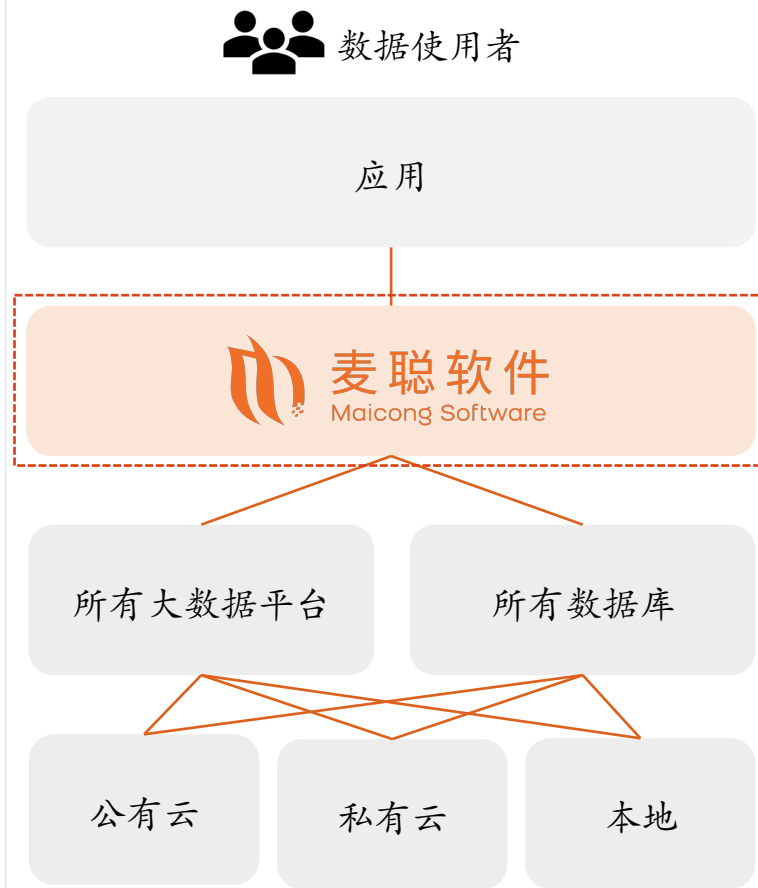 数据使用者
应用
麦聪软件
Maicong Software
所有大数据平台
所有数据库
公有云
私有云
本地